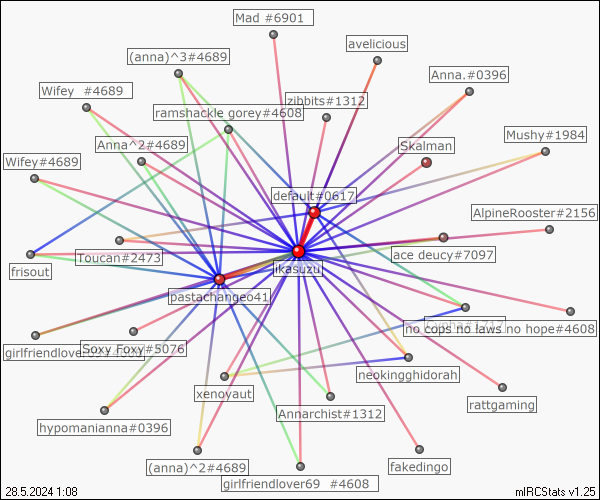 Mad #6901
avelicious
(anna)^3#4689
Anna.#0396
Wifey  #4689
zibbits#1312
ramshackle gorey#4608
Mushy#1984
Anna^2#4689
Skalman
Wifey#4689
default#0617
AlpineRooster#2156
Toucan#2473
ace deucy#7097
frisout
ikasuzu
pastachangeo41
no cops no laws no hope#4608
Soxy Foxy#5076
neokingghidorah
xenoyaut
rattgaming
Annarchist#1312
hypomanianna#0396
(anna)^2#4689
fakedingo
girlfriendlover69  #4608
28.5.2024 1:08
mIRCStats v1.25